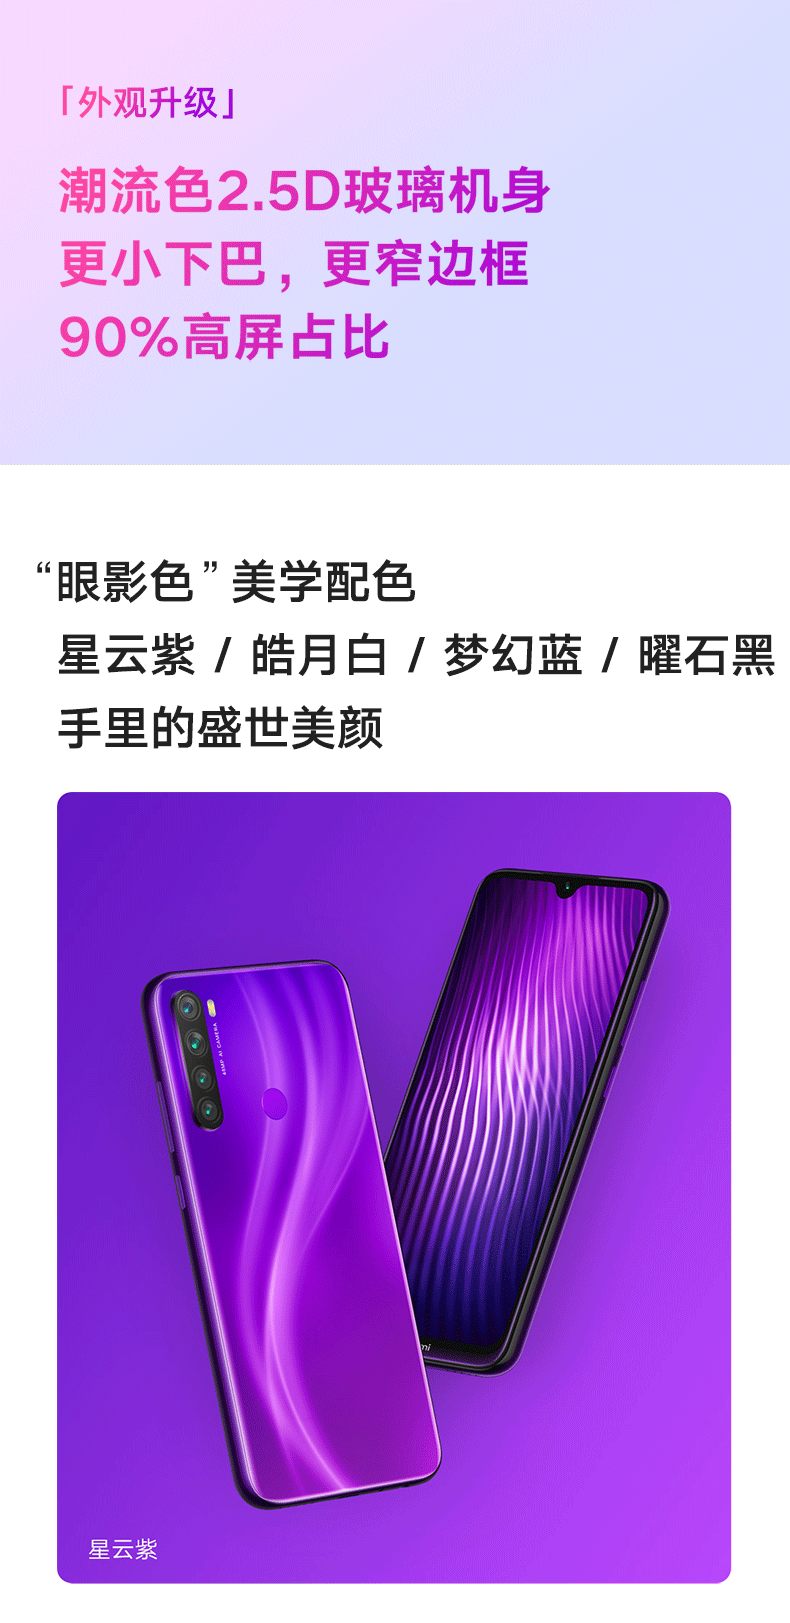 「外观升级」
潮流色2.5D玻璃机身
更小下巴，更窄边框
90%高屏占比
“眼影色”美学配色
星云紫 / 皓月白 / 梦幻蓝 / 曜石黑
手里的盛世美颜
48MP AI CAMERA
mi
星云紫